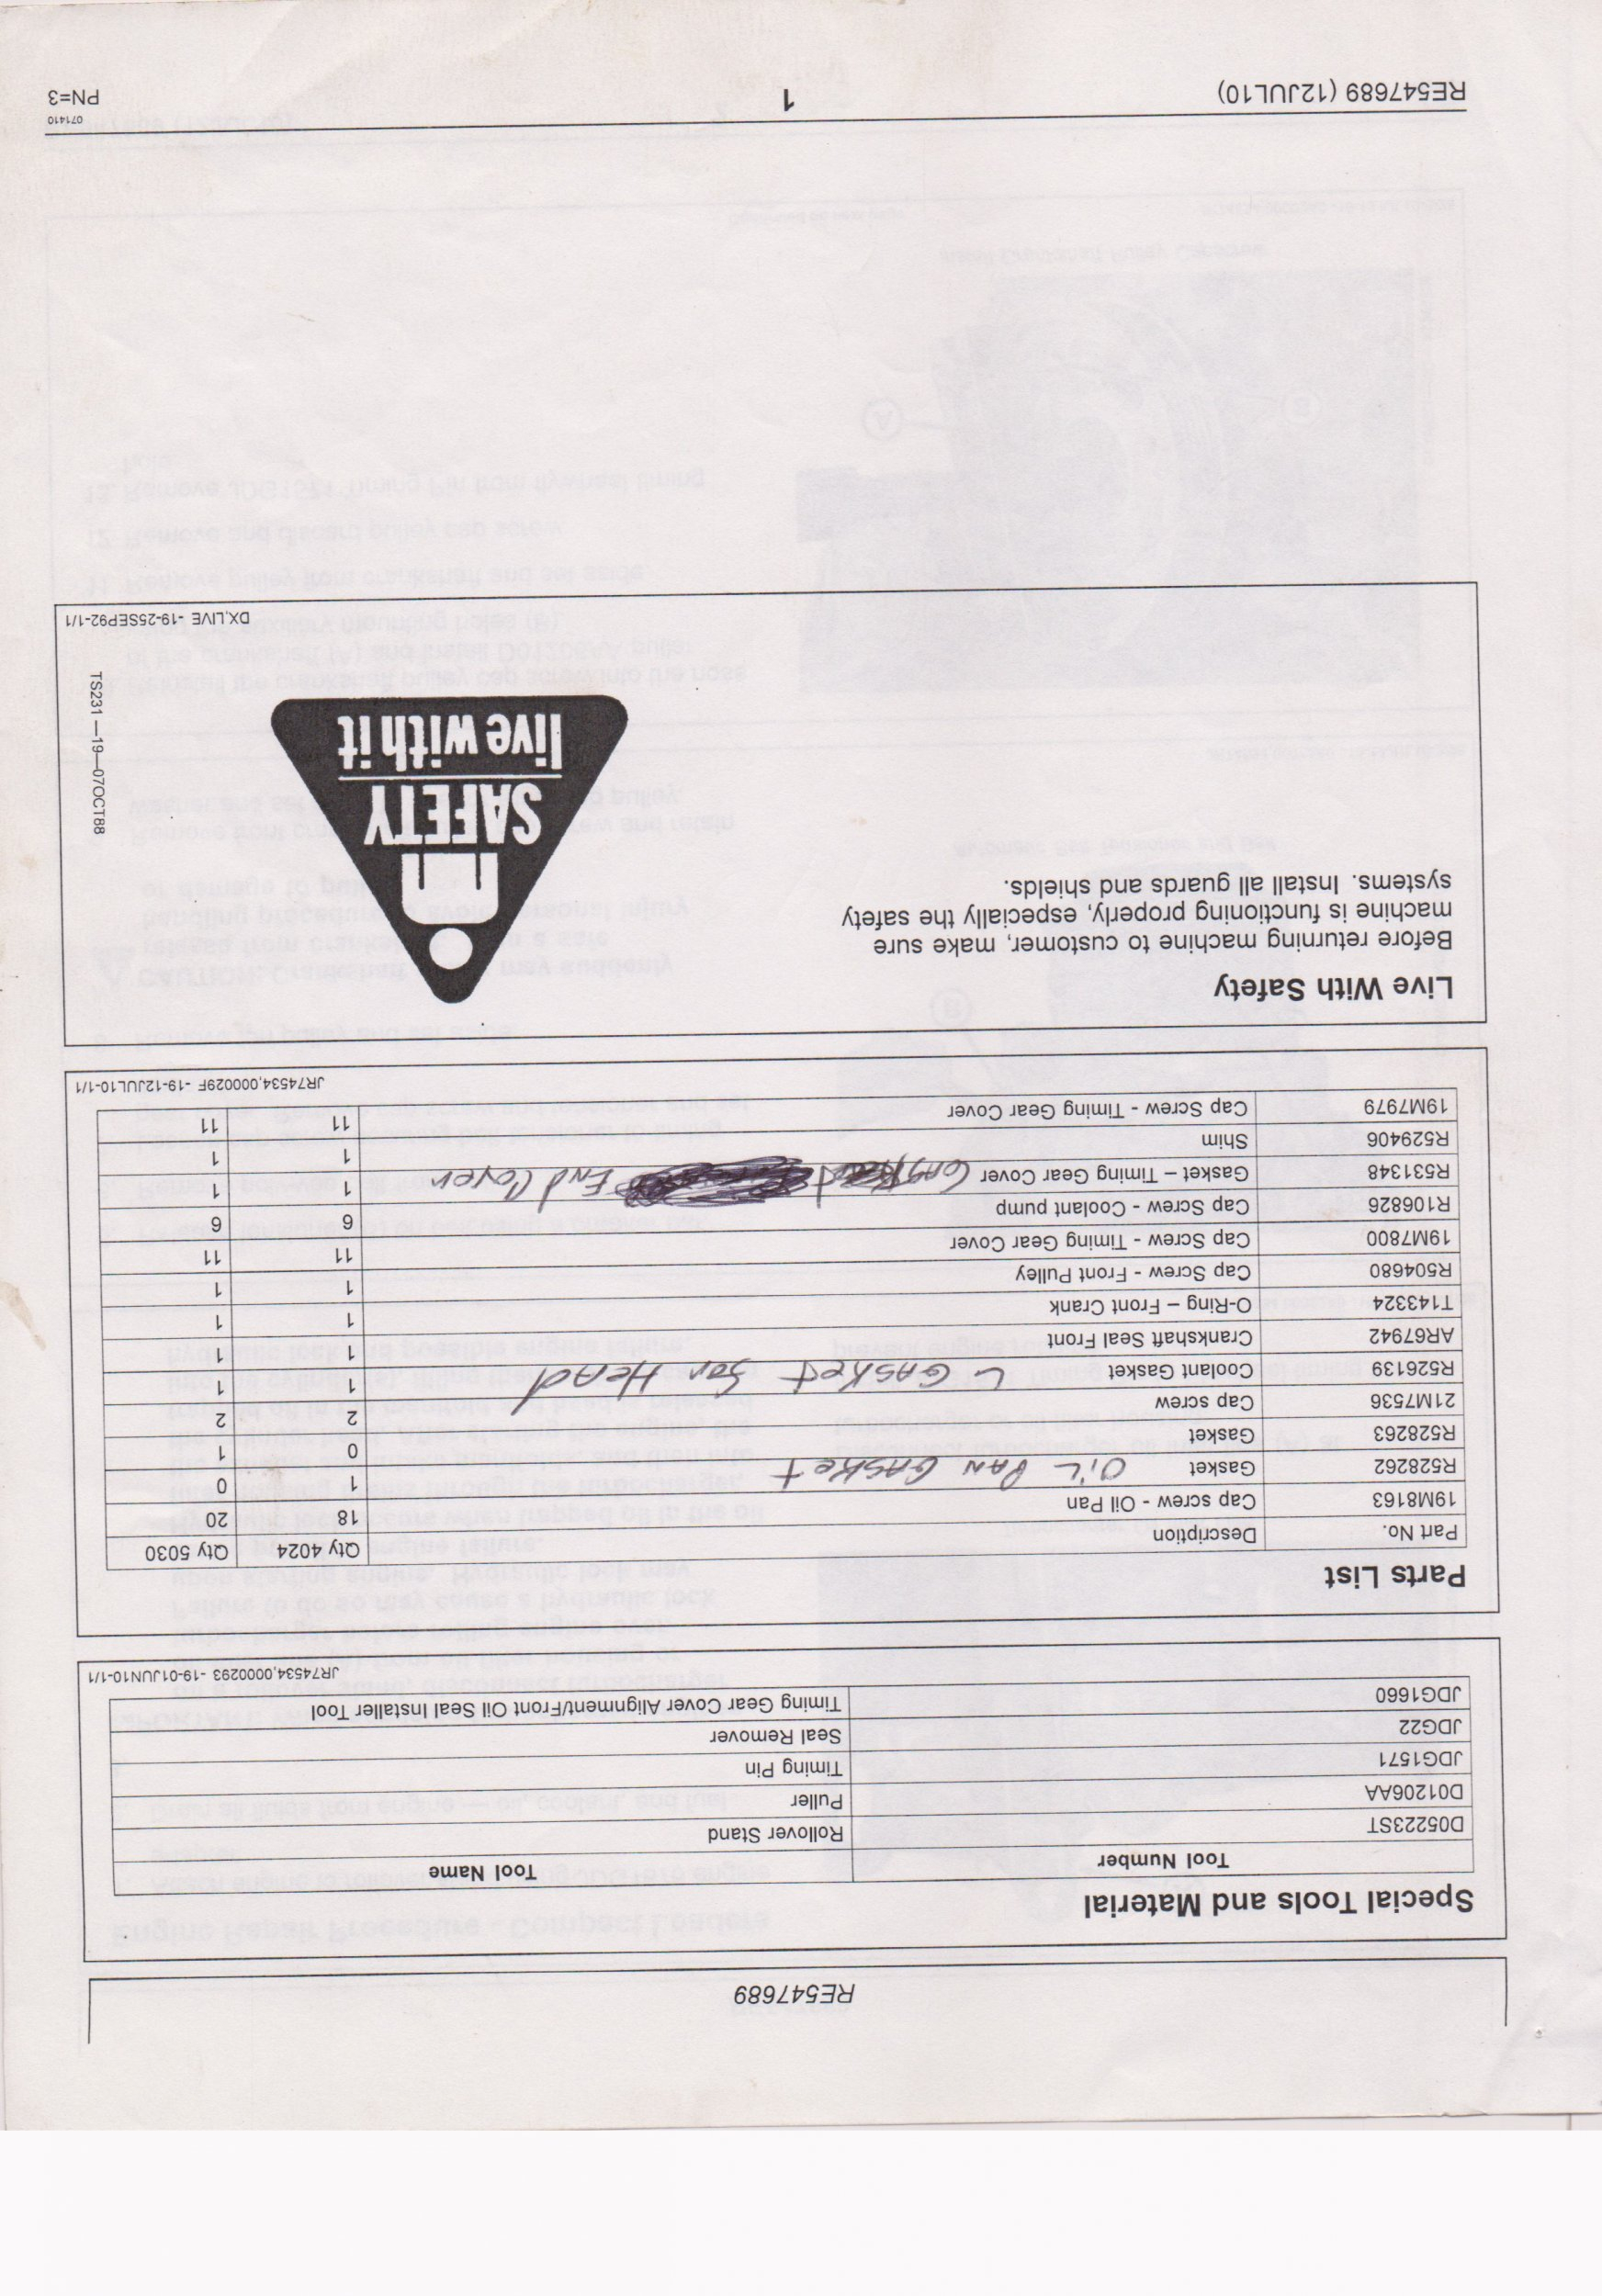 RE547689
Special Tools and Material
Tool Number Tool Name
D05223ST Rollover Stand
D01206AA Puller
JDG1571 Timing Pin
JDG22 Seal Remover
JDG1660 Timing Gear Cover Alignment/Front Oil Seal Installer Tool
JR74534,0000293 -19-01JUN10-1/1
Parts List
Part No. Description Qty 4024 Qty 5030
19M8163 Cap screw - Oil Pan 18 20
R528262 Gasket OIL PAN GASKET 1 0
R528263 Gasket 0 1
21M7536 Cap screw 2 2
R526139 Coolant Gasket GASKET for HEAD 1 1
AR67942 Crankshaft Seal Front 1 1
T143324 O-Ring – Front Crank 1 1
R504680 Cap Screw - Front Pulley 1 1
19M7800 Cap Screw - Timing Gear Cover 11 11
R106826 Cap Screw - Coolant pump 6 6
R531348 Gasket – Timing Gear Cover END COVER 1 1
R529406 Shim 1 1
19M7979 Cap Screw - Timing Gear Cover 11 11
JR74534,000029F -19-12JUL10-1/1
Live With Safety
Before returning machine to customer, make sure
machine is functioning properly, especially the safety
systems. Install all guards and shields.
SAFETY
live with it
TS231 —19—07OCT88
DX,LIVE -19-25SEP92-1/1
RE547689 (12JUL10) 1 071410
PN=3